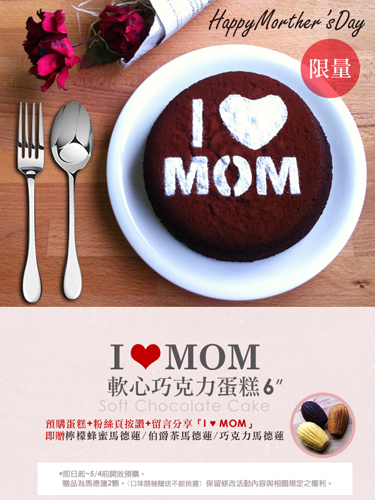 HappyMorther'sDay
限量
I ♥ MOM
I ♥ MOM
軟心巧克力蛋糕 6"
Soft Chocolate Cake
預購蛋糕+粉絲頁按讚+留言分享「I ♥ MOM」
即贈檸檬蜂蜜馬德蓮/伯爵茶馬德蓮/巧克力馬德蓮
*即日起~5/4前開放預購。
贈品為馬德蓮2顆。(口味隨機贈送不能挑選) 保留修改活動內容與相關規定之權利。